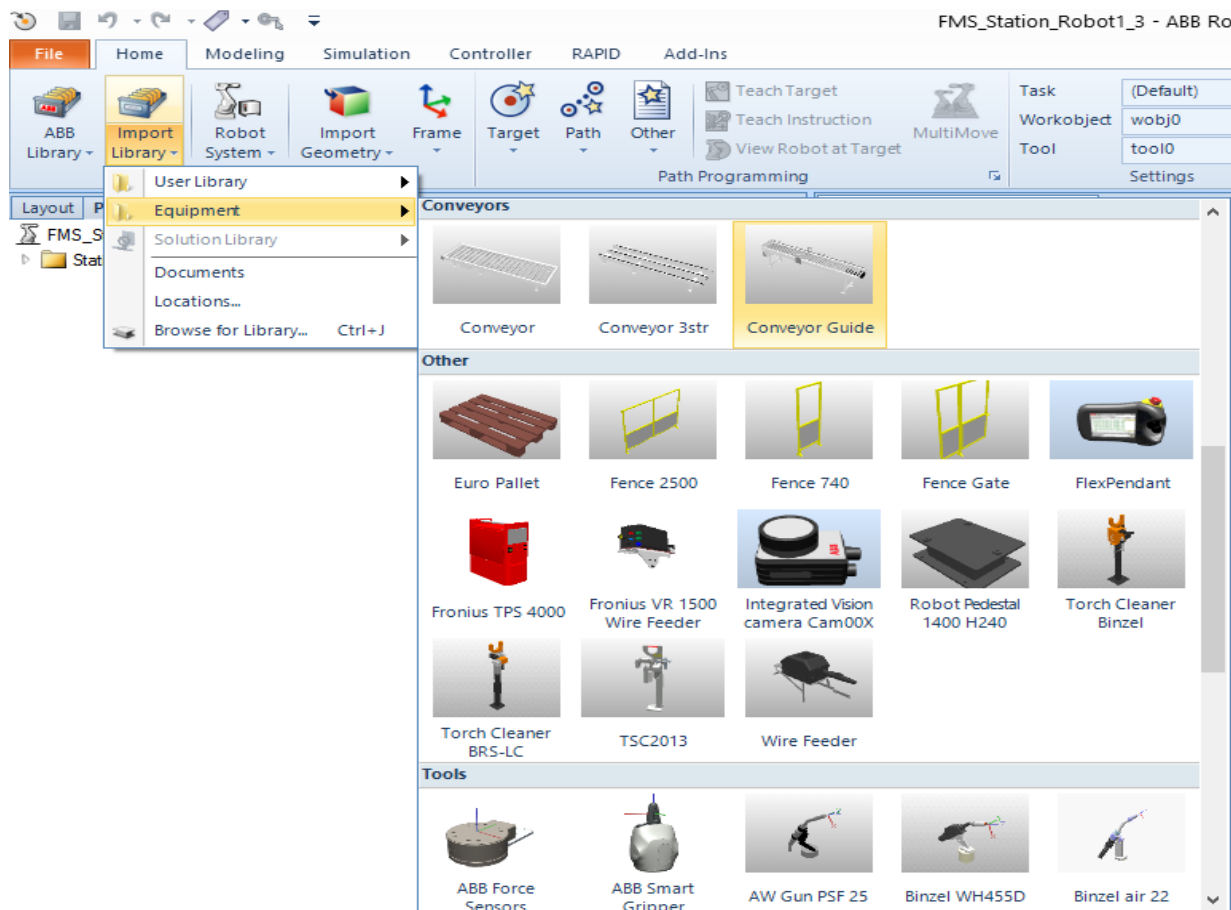 FMS_Station_Robot1_3 - ABB Ro
File Home Modeling Simulation Controller RAPID Add-Ins
ABB Library
Import Library
Robot System
Import Geometry
Frame
Target
Path
Other
Teach Target
Teach Instruction
View Robot at Target
MultiMove
Path Programming
Task (Default)
Workobject wobj0
Tool tool0
Settings
Layout P
FMS_S
Stat
User Library
Equipment
Solution Library
Documents
Locations...
Browse for Library... Ctrl+J
Conveyors
Conveyor
Conveyor 3str
Conveyor Guide
Other
Euro Pallet
Fence 2500
Fence 740
Fence Gate
FlexPendant
Fronius TPS 4000
Fronius VR 1500
Wire Feeder
Integrated Vision
camera Cam00X
Robot Pedestal
1400 H240
Torch Cleaner
Binzel
Torch Cleaner
BRS-LC
TSC2013
Wire Feeder
Tools
ABB Force
Sensors
ABB Smart
Gripper
AW Gun PSF 25
Binzel WH455D
Binzel air 22